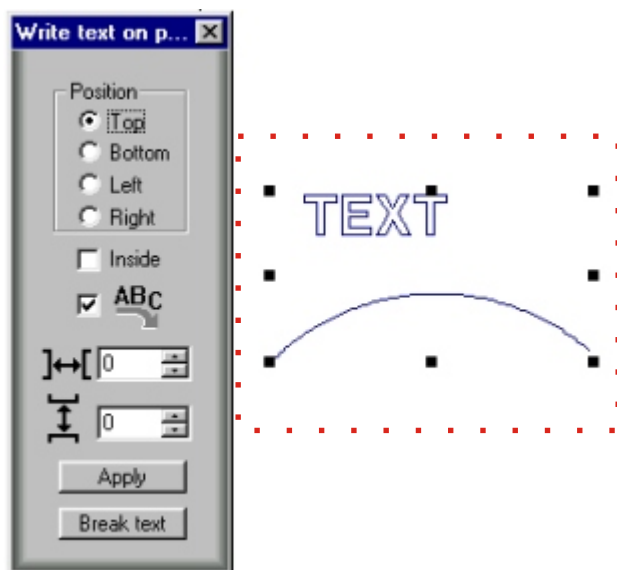 Write text on p...
Position
Top
Bottom
Left
Right
Inside
ABC
0
0
Apply
Break text
TEXT